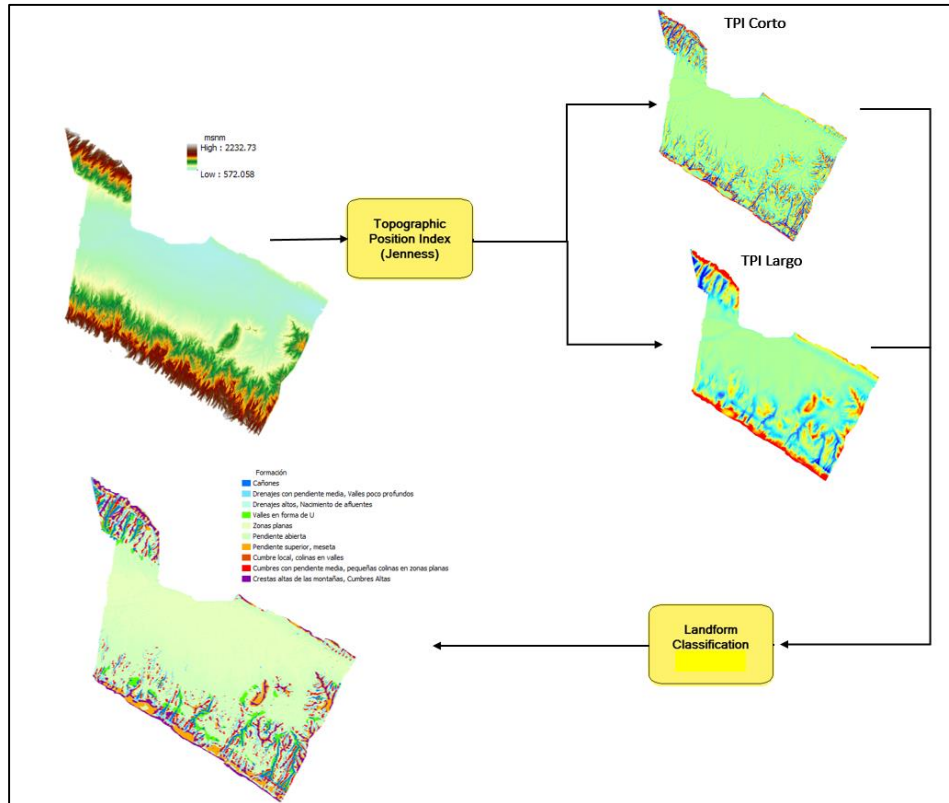 TPI Corto
msnm
High : 2232.73
Low : 572.058
Topographic
Position Index
(Jenness)
TPI Largo
Formación
Cañones
Drenajes con pendiente media, Valles poco profundos
Drenajes altos, Nacimiento de afluentes
Valles en forma de U
Zonas planas
Pendiente abierta
Pendiente superior, meseta
Cumbre local, colinas en valles
Cumbres con pendiente media, pequeñas colinas en zonas planas
Crestas altas de las montañas, Cumbres Altas
Landform
Classification